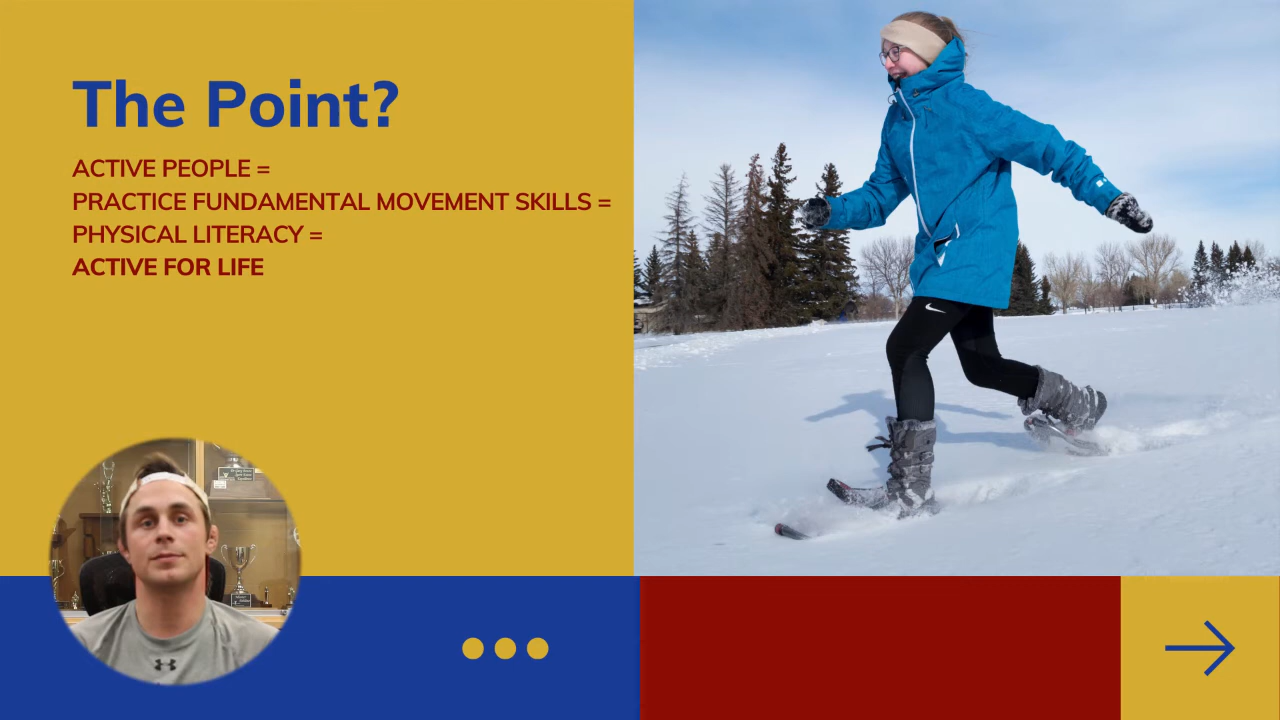 The Point?
ACTIVE PEOPLE =
PRACTICE FUNDAMENTAL MOVEMENT SKILLS =
PHYSICAL LITERACY =
ACTIVE FOR LIFE